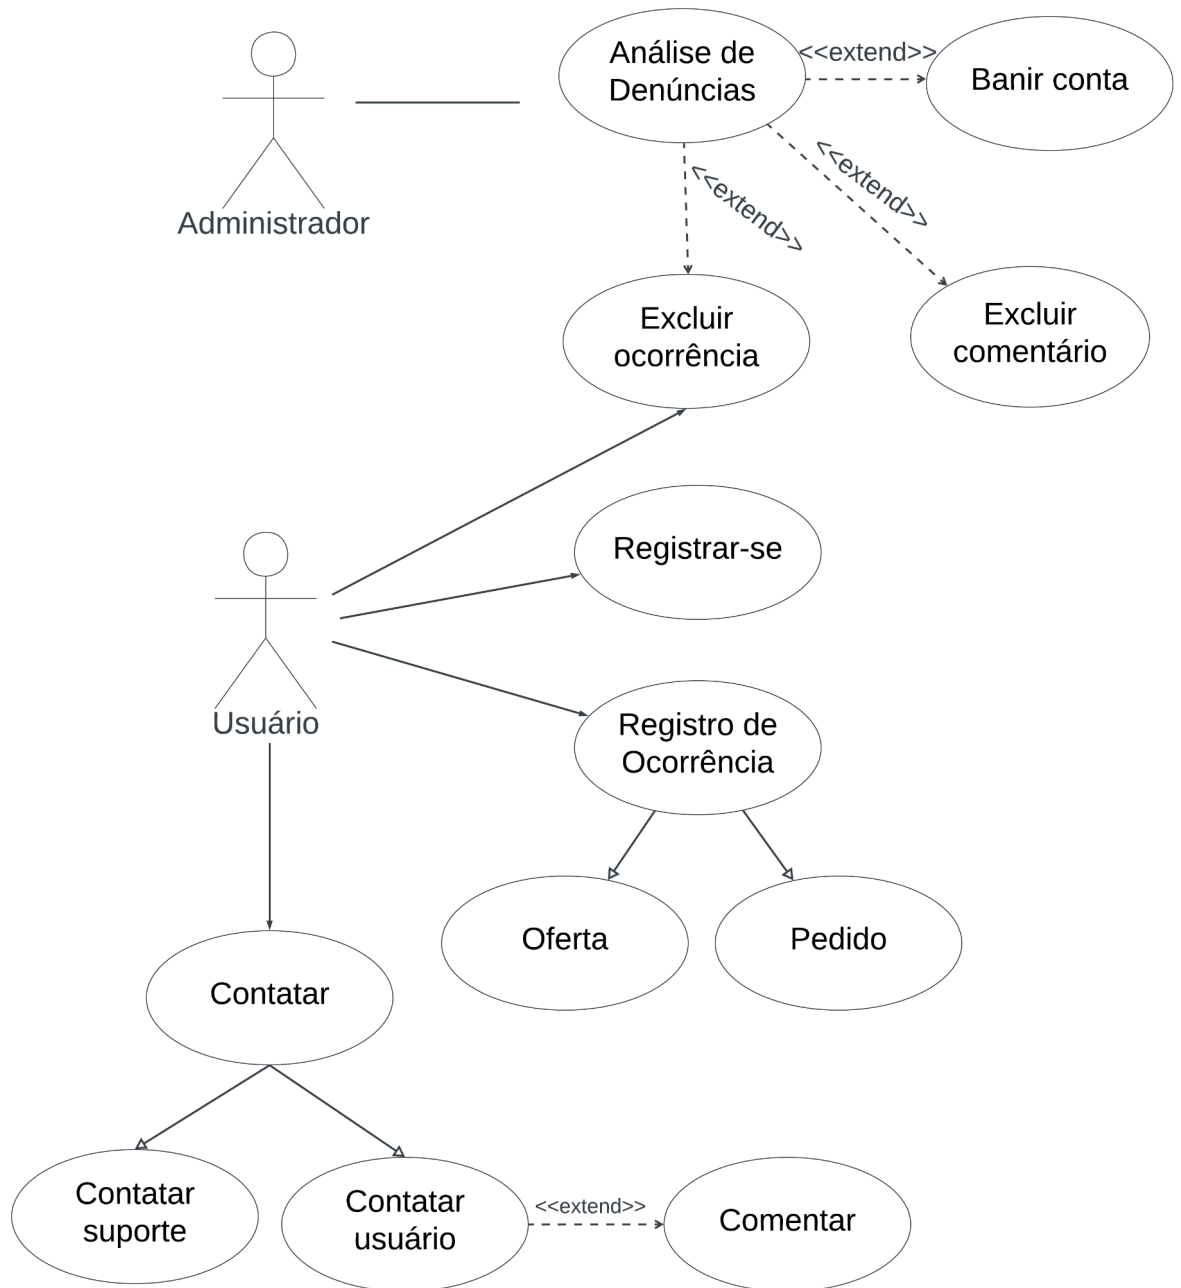 Análise de
Denúncias
<<extend>>
Banir conta
<<extend>>
<<extend>>
Administrador
Excluir
ocorrência
Excluir
comentário
Registrar-se
Usuário
Registro de
Ocorrência
Oferta
Pedido
Contatar
Contatar
suporte
Contatar
usuário
<<extend>>
Comentar